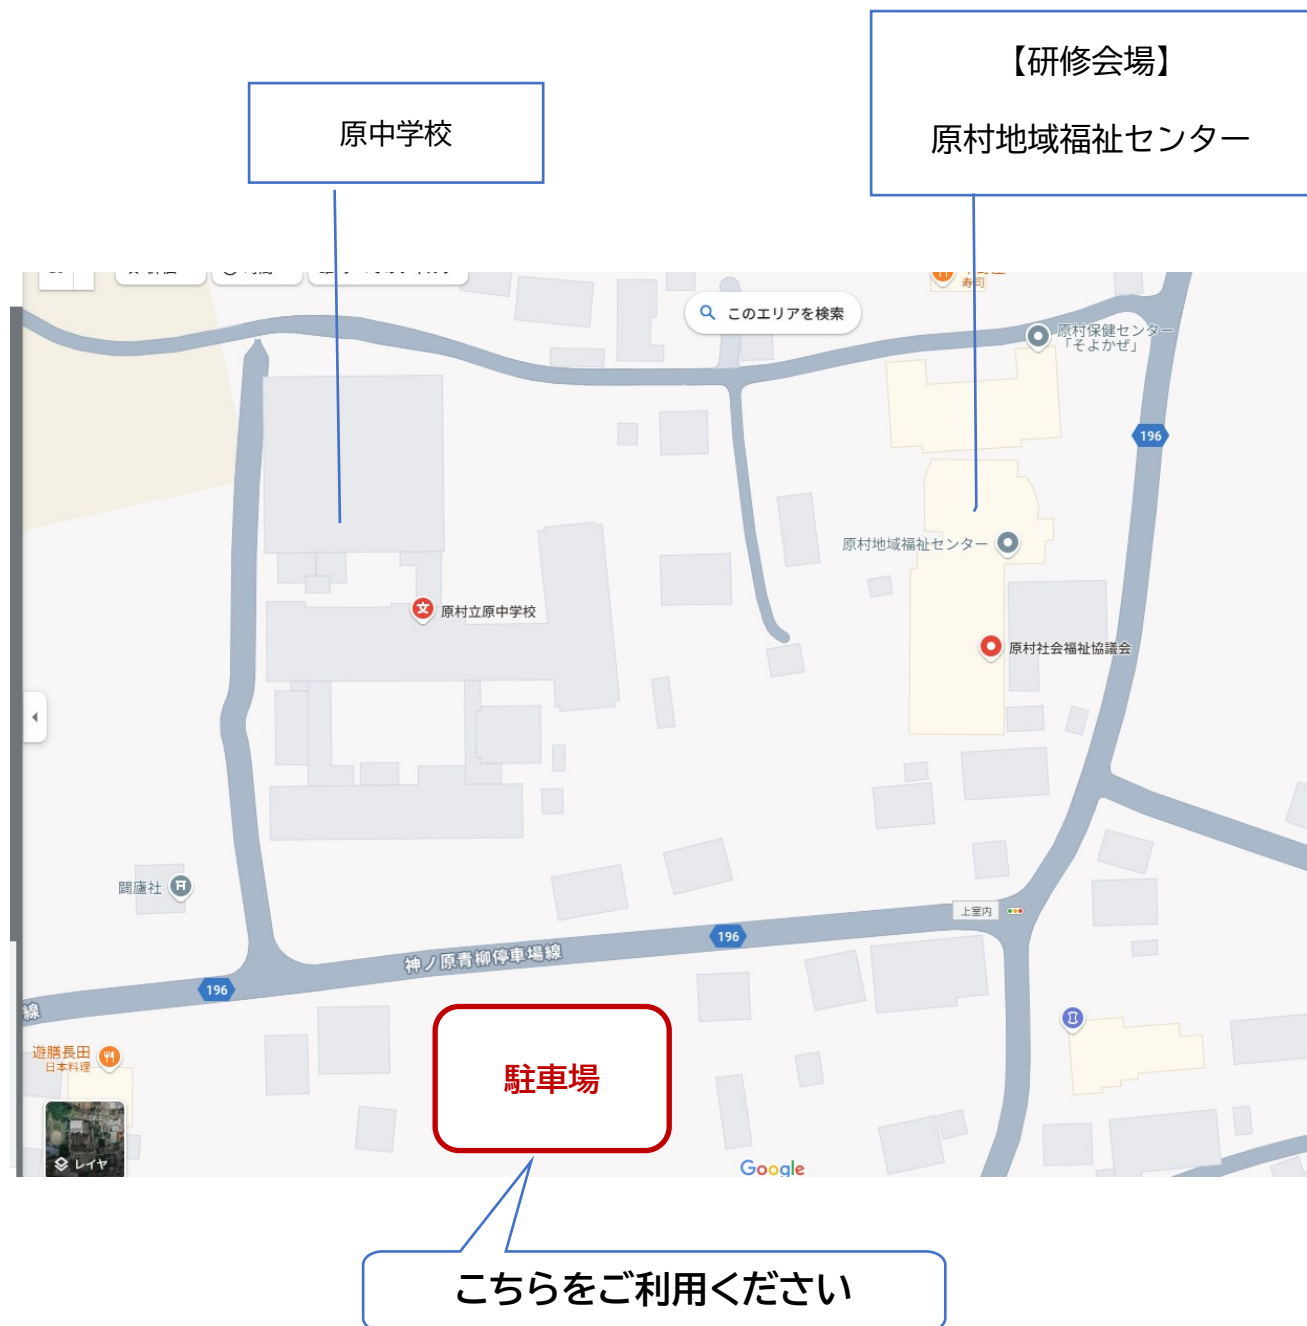 【研修会場】
原村地域福祉センター
原中学校
寿司
このエリアを検索
原村保健センター
「そよかぜ」
196
原村地域福祉センター
原村立原中学校
原村社会福祉協議会
闘廬社
上室内
196
神ノ原青柳停車場線
196
線
遊膳長田
日本料理
駐車場
レイヤ
Google
こちらをご利用ください